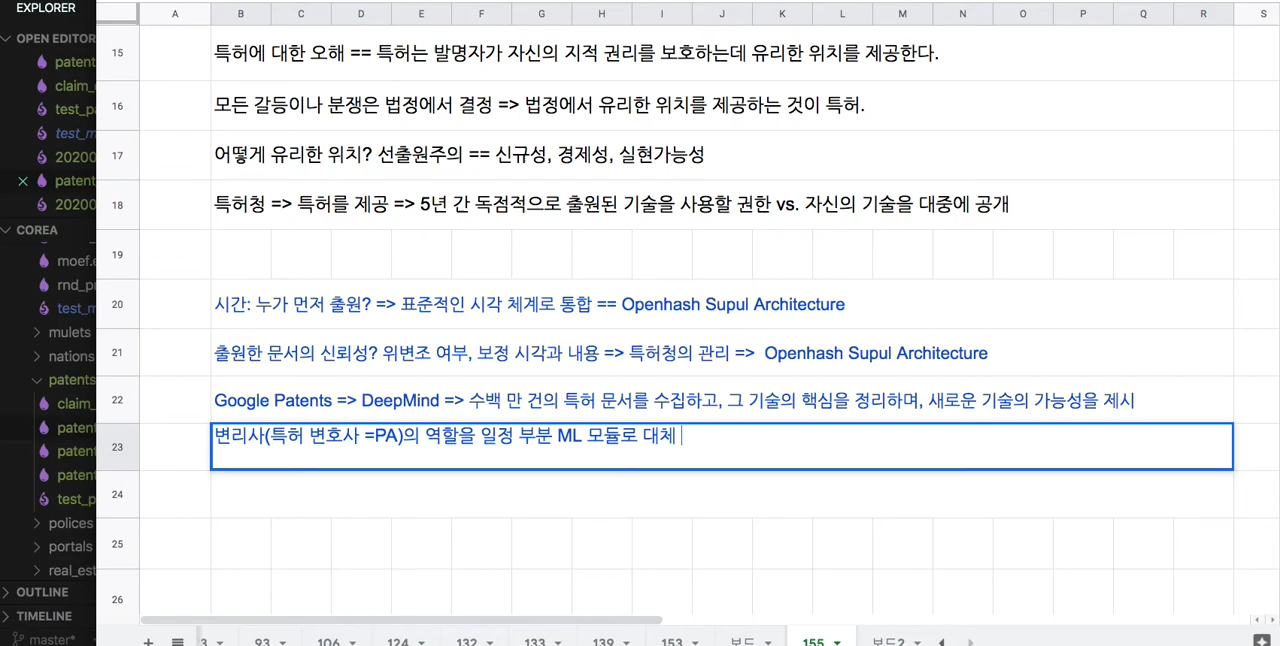 EXPLORER
OPEN EDITOR
patent
claim_
test_pa
test_m
20200
patent
20200
COREA
moef.e
rnd_pr
test_m
mulets
nations
patents
claim_
patent
patent
patent
test_p
polices
portals
real_est
OUTLINE
TIMELINE
master*
A B C D E F G H I J K L M N O P Q R S
15 특허에 대한 오해 == 특허는 발명자가 자신의 지적 권리를 보호하는데 유리한 위치를 제공한다.
16 모든 갈등이나 분쟁은 법정에서 결정 => 법정에서 유리한 위치를 제공하는 것이 특허.
17 어떻게 유리한 위치? 선출원주의 == 신규성, 경제성, 실현가능성
18 특허청 => 특허를 제공 => 5년 간 독점적으로 출원된 기술을 사용할 권한 vs. 자신의 기술을 대중에 공개
19
20 시간: 누가 먼저 출원? => 표준적인 시각 체계로 통합 == Openhash Supul Architecture
21 출원한 문서의 신뢰성? 위변조 여부, 보정 시각과 내용 => 특허청의 관리 => Openhash Supul Architecture
22 Google Patents => DeepMind => 수백 만 건의 특허 문서를 수집하고, 그 기술의 핵심을 정리하며, 새로운 기술의 가능성을 제시
23 변리사(특허 변호사 =PA)의 역할을 일정 부분 ML 모듈로 대체
24
25
26
3 93 106 124 132 133 139 153 보드 155 보드2